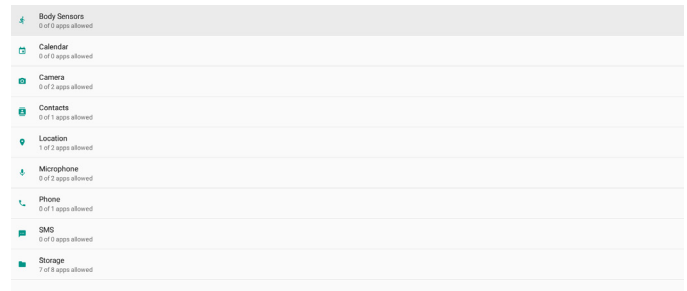 Body Sensors
0 of 0 apps allowed
Calendar
0 of 0 apps allowed
Camera
0 of 2 apps allowed
Contacts
0 of 1 apps allowed
Location
1 of 2 apps allowed
Microphone
0 of 2 apps allowed
Phone
0 of 1 apps allowed
SMS
0 of 0 apps allowed
Storage
7 of 8 apps allowed